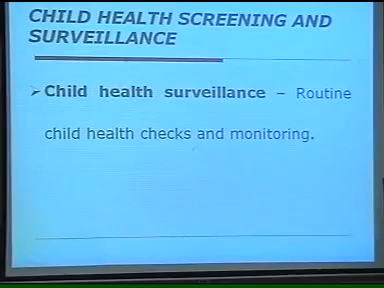 CHILD HEALTH SCREENING AND
SURVEILLANCE
➢Child health surveillance – Routine
child health checks and monitoring.